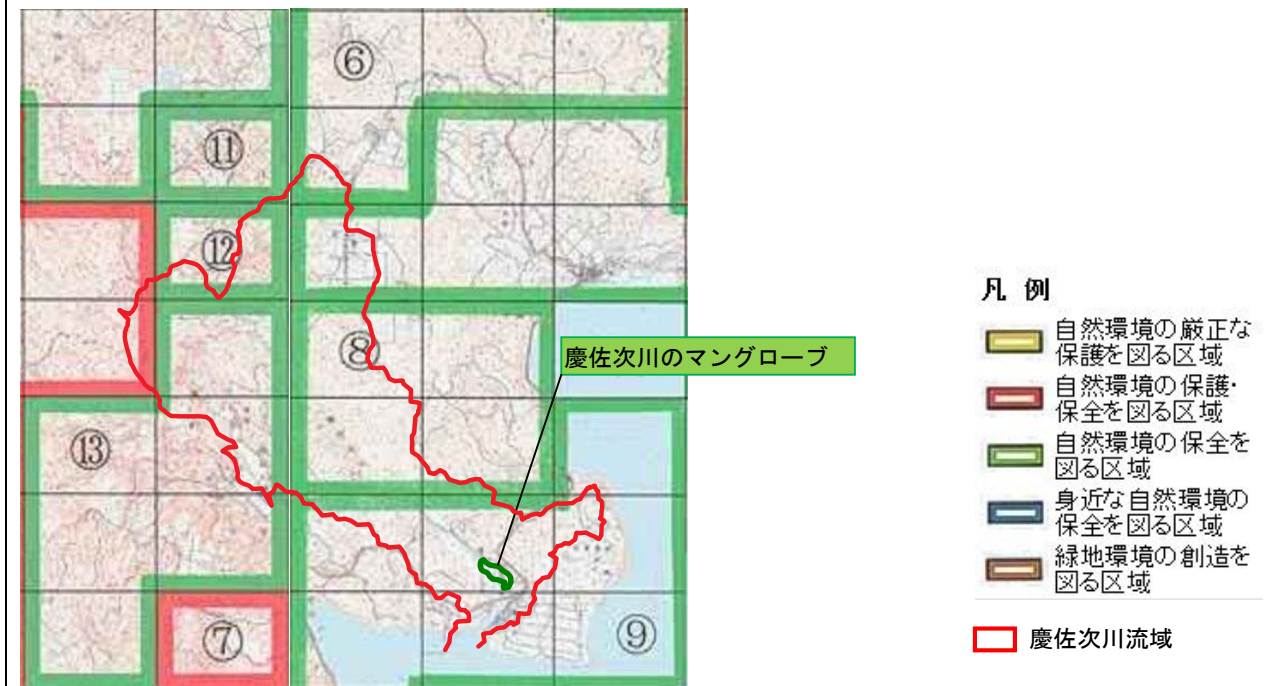 ⑥
⑪
⑫
⑧
慶佐次川のマングローブ
⑬
⑦
⑨
凡 例
自然環境の厳正な
保護を図る区域
自然環境の保護・
保全を図る区域
自然環境の保全を
図る区域
身近な自然環境の
保全を図る区域
緑地環境の創造を
図る区域
慶佐次川流域